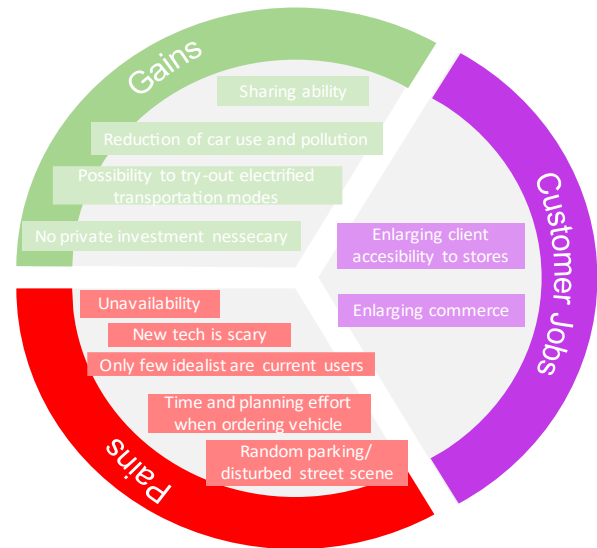 Gains
Sharing ability
Reduction of car use and pollution
Possibility to try-out electrified
transportation modes
No private investment nessecary
Customer Jobs
Enlarging client
accesibility to stores
Enlarging commerce
Pains
Unavailability
New tech is scary
Only few idealist are current users
Time and planning effort
when ordering vehicle
Random parking/
disturbed street scene